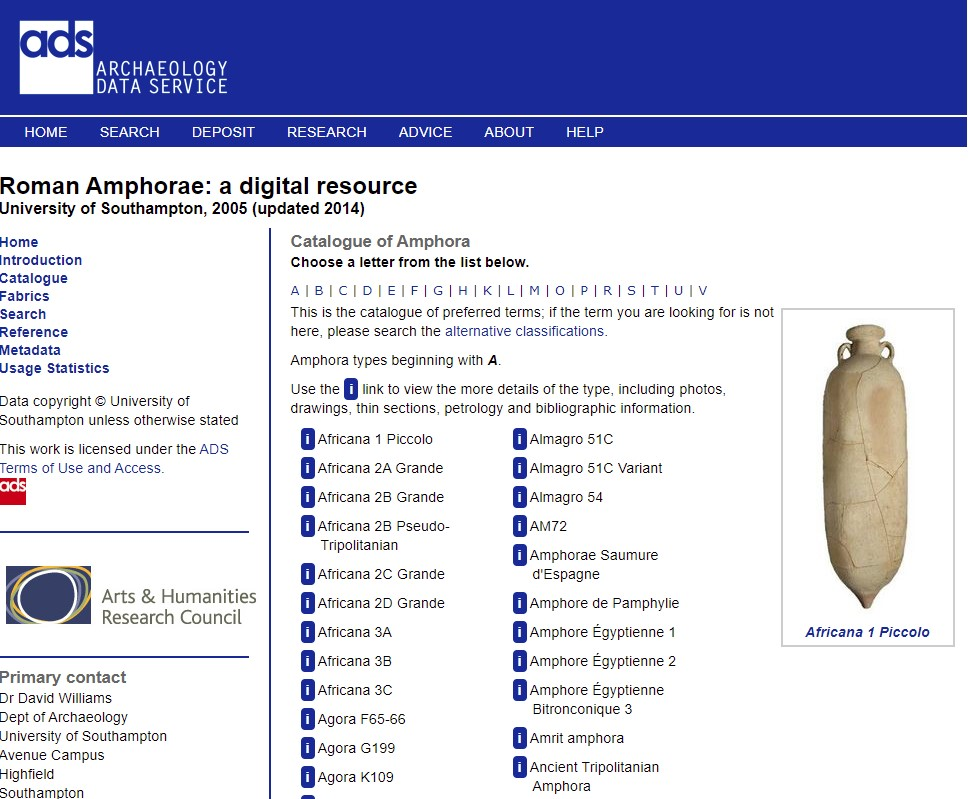 ads
ARCHAEOLOGY
DATA SERVICE
HOME SEARCH DEPOSIT RESEARCH ADVICE ABOUT HELP
Roman Amphorae: a digital resource
University of Southampton, 2005 (updated 2014)
Home
Introduction
Catalogue
Fabrics
Search
Reference
Metadata
Usage Statistics
Data copyright © University of
Southampton unless otherwise stated
This work is licensed under the ADS
Terms of Use and Access.
ads
Arts & Humanities
Research Council
Primary contact
Dr David Williams
Dept of Archaeology
University of Southampton
Avenue Campus
Highfield
Southampton
Catalogue of Amphora
Choose a letter from the list below.
A | B | C | D | E | F | G | H | K | L | M | O | P | R | S | T | U | V
This is the catalogue of preferred terms; if the term you are looking for is not
here, please search the alternative classifications.
Amphora types beginning with A.
Use the i link to view the more details of the type, including photos,
drawings, thin sections, petrology and bibliographic information.
i Africana 1 Piccolo
i Africana 2A Grande
i Africana 2B Grande
i Africana 2B Pseudo-
Tripolitanian
i Africana 2C Grande
i Africana 2D Grande
i Africana 3A
i Africana 3B
i Africana 3C
i Agora F65-66
i Agora G199
i Agora K109
i Almagro 51C
i Almagro 51C Variant
i Almagro 54
i AM72
i Amphorae Saumure
d'Espagne
i Amphore de Pamphylie
i Amphore Égyptienne 1
i Amphore Égyptienne 2
i Amphore Égyptienne
Bitronconique 3
i Amrit amphora
i Ancient Tripolitanian
Amphora
Africana 1 Piccolo